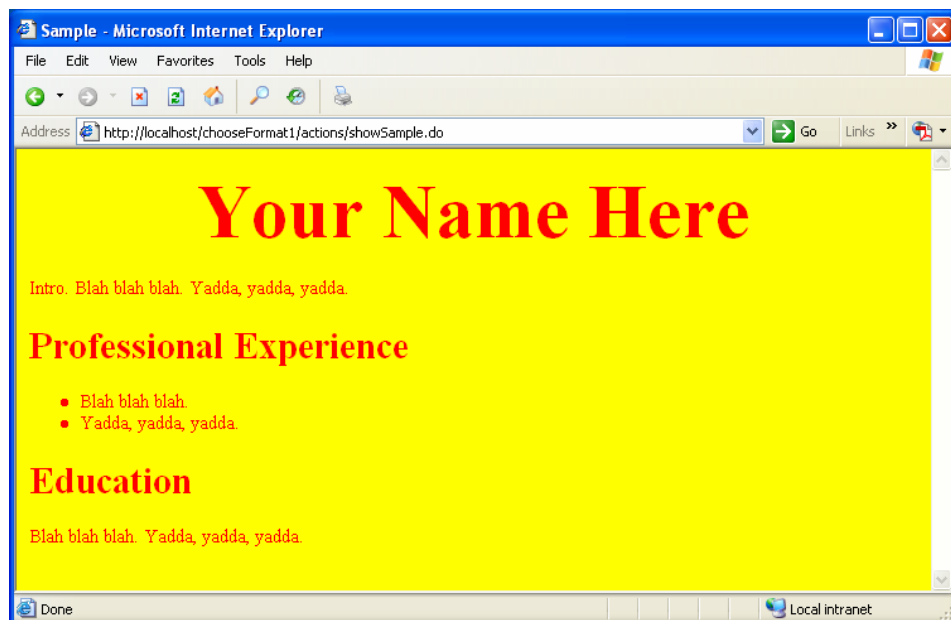 Sample - Microsoft Internet Explorer
File Edit View Favorites Tools Help
Address http://localhost/chooseFormat1/actions/showSample.do Go Links »
Your Name Here
Intro. Blah blah blah. Yadda, yadda, yadda.
Professional Experience
• Blah blah blah.
• Yadda, yadda, yadda.
Education
Blah blah blah. Yadda, yadda, yadda.
Done Local intranet